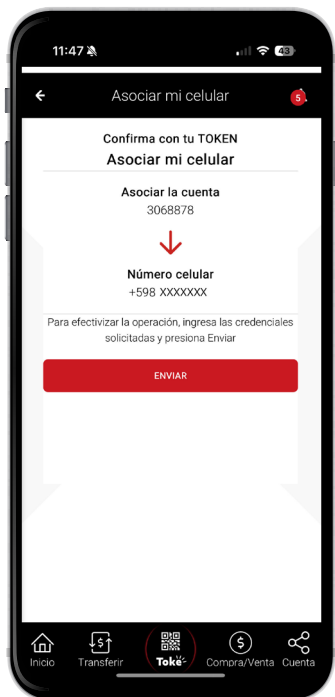 11:47
43
Asociar mi celular
5
Confirma con tu TOKEN
Asociar mi celular
Asociar la cuenta
3068878
Número celular
+598 XXXXXXX
Para efectivizar la operación, ingresa las credenciales
solicitadas y presiona Enviar
ENVIAR
Inicio
Transferir
Toke
Compra/Venta
Cuenta